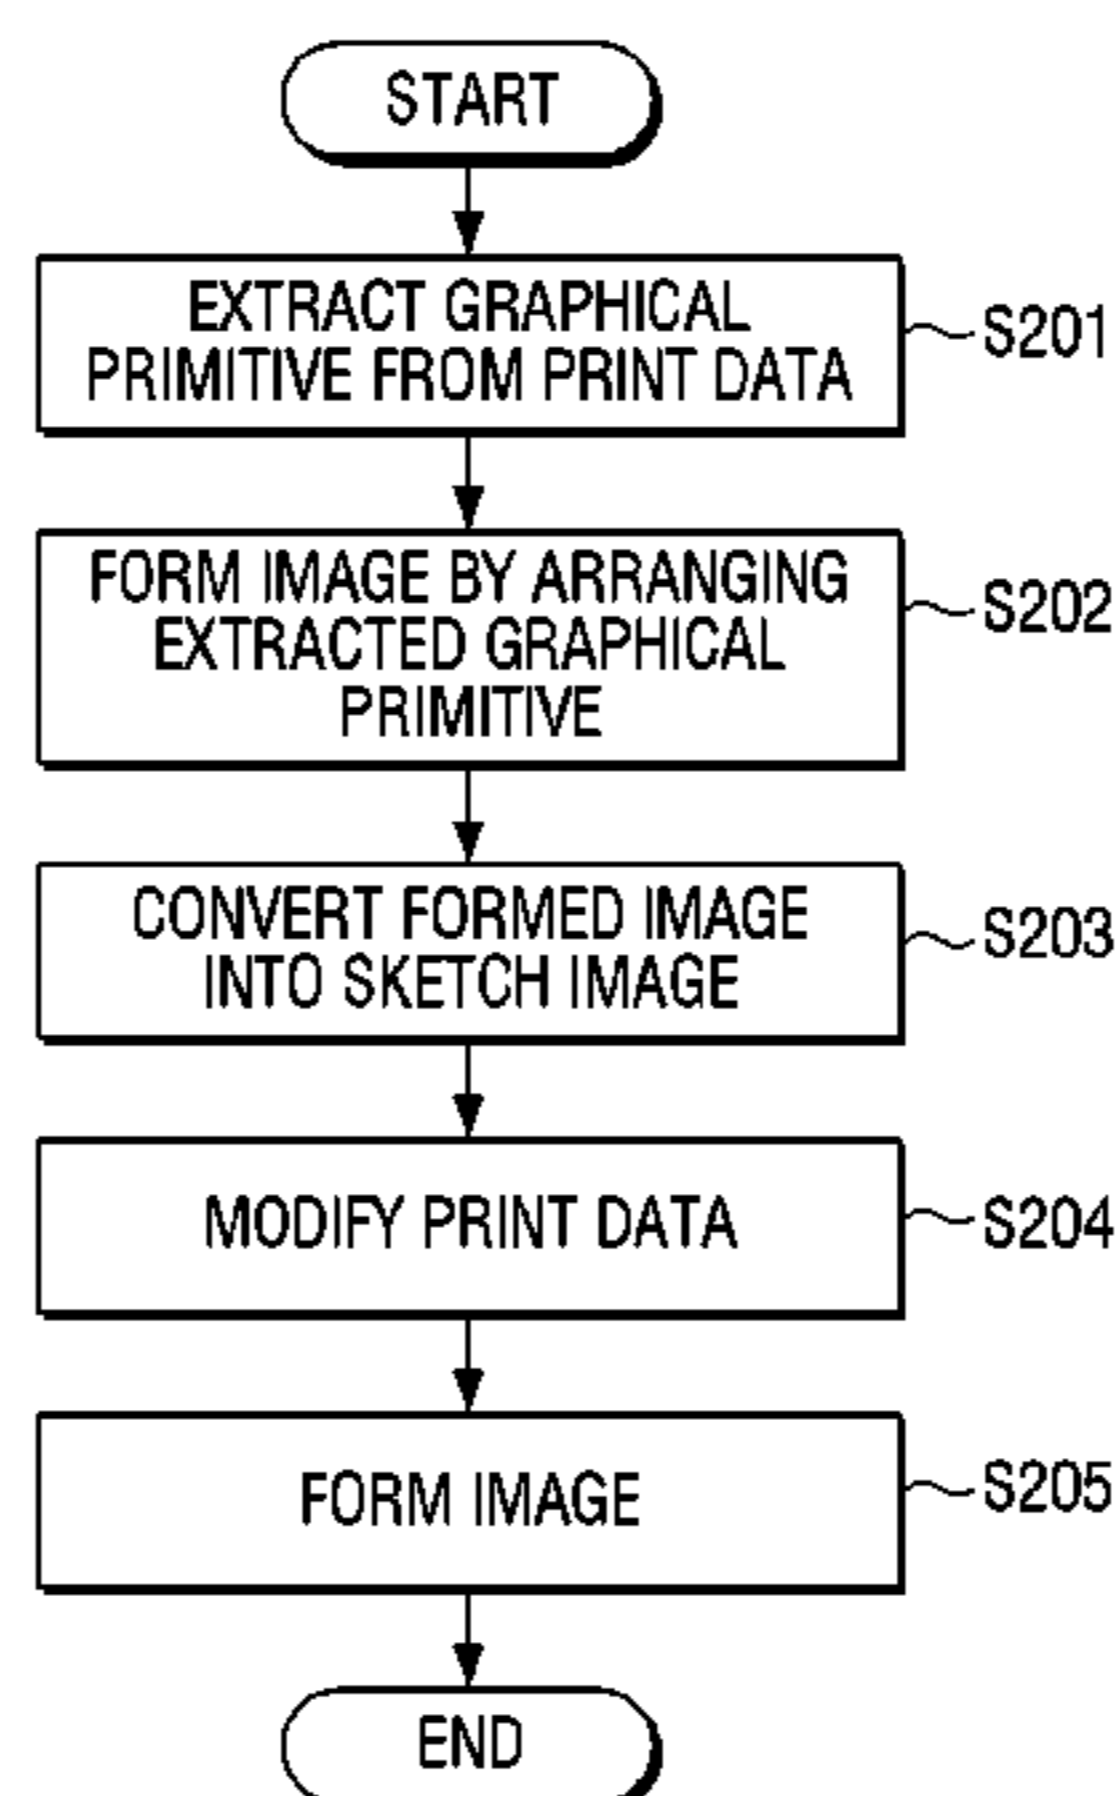 START
EXTRACT GRAPHICAL
PRIMITIVE FROM PRINT DATA
S201
FORM IMAGE BY ARRANGING
EXTRACTED GRAPHICAL
PRIMITIVE
S202
CONVERT FORMED IMAGE
INTO SKETCH IMAGE
S203
MODIFY PRINT DATA
S204
FORM IMAGE
S205
END